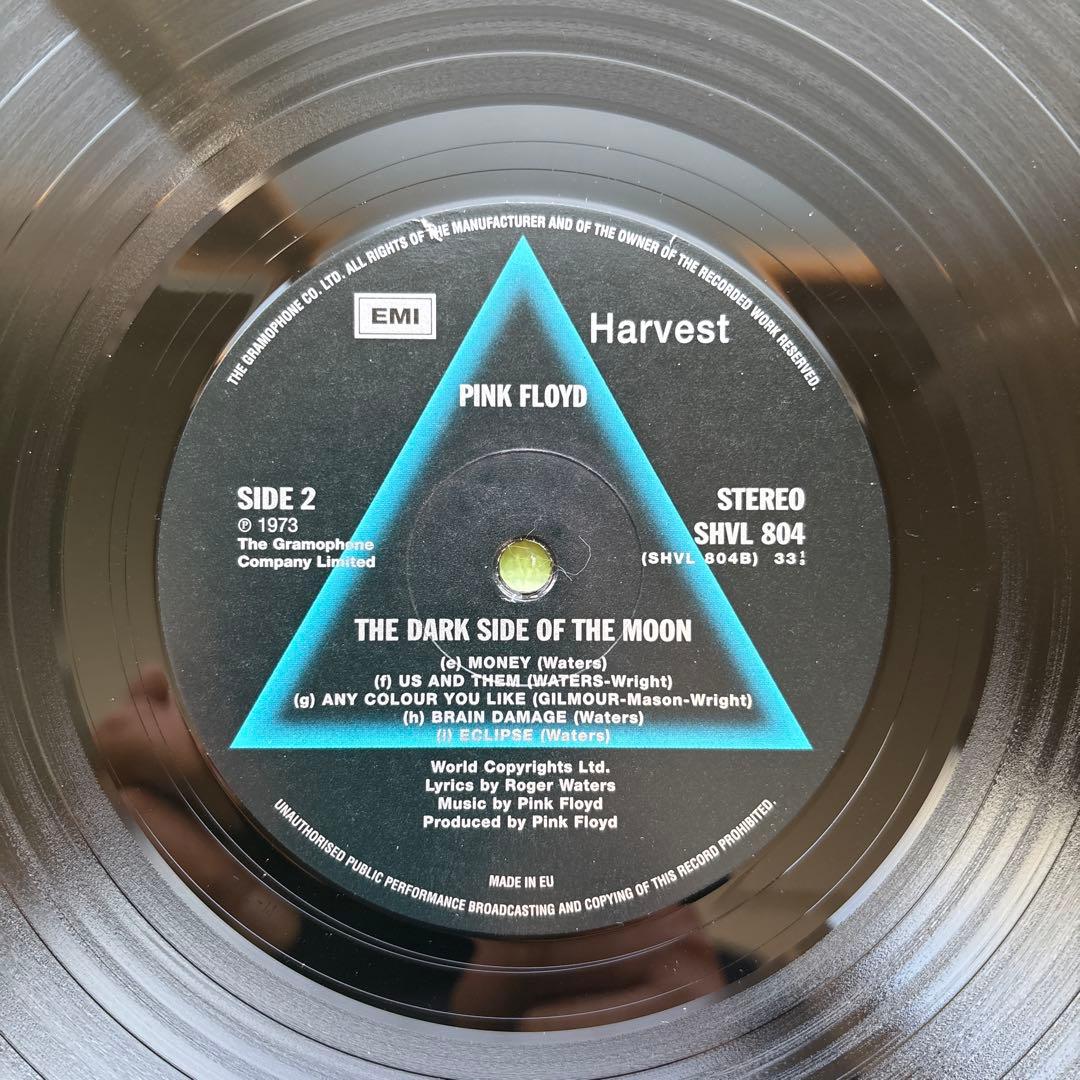 THE GRAMOPHONE CO. LTD. ALL RIGHTS OF THE MANUFACTURER AND OF THE OWNER OF THE RECORDED WORK RESERVED.
EMI
Harvest
PINK FLOYD
SIDE 2
℗ 1973
The Gramophone
Company Limited
STEREO
SHVL 804
(SHVL 804B) 33⅓
THE DARK SIDE OF THE MOON
(e) MONEY (Waters)
(f) US AND THEM (WATERS-Wright)
(g) ANY COLOUR YOU LIKE (GILMOUR-Mason-Wright)
(h) BRAIN DAMAGE (Waters)
(i) ECLIPSE (Waters)
World Copyrights Ltd.
Lyrics by Roger Waters
Music by Pink Floyd
Produced by Pink Floyd
MADE IN EU
UNAUTHORISED PUBLIC PERFORMANCE BROADCASTING AND COPYING OF THIS RECORD PROHIBITED.